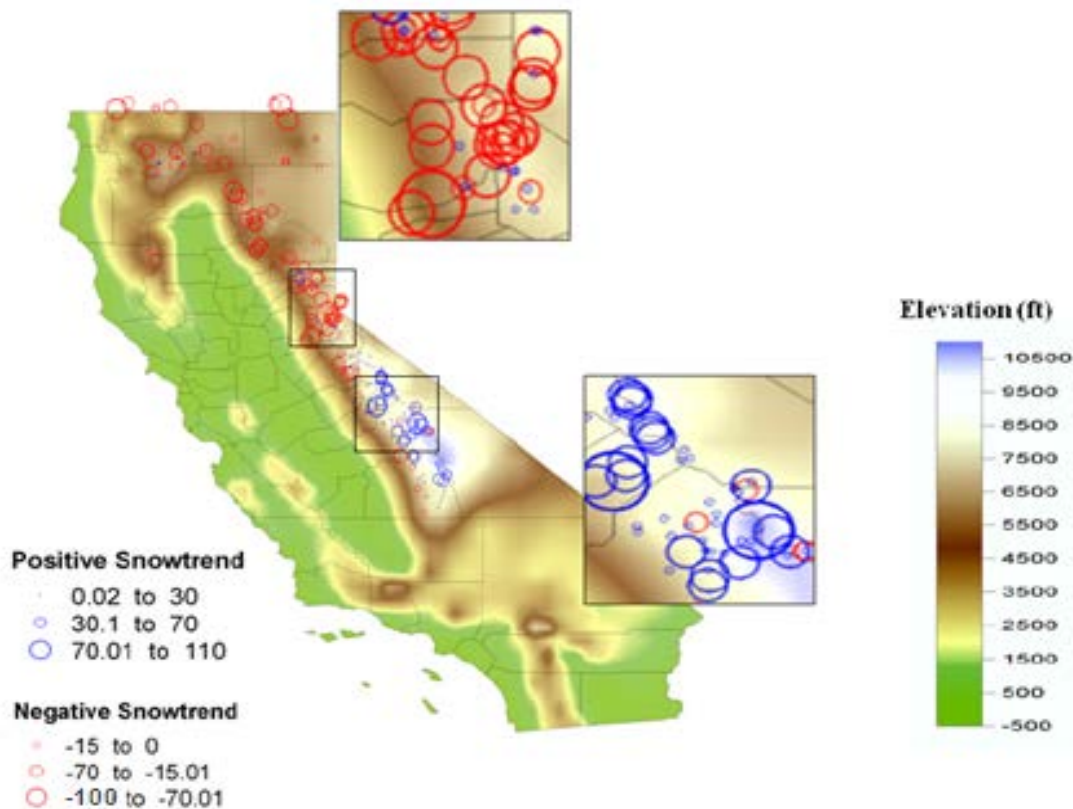 Elevation (ft)
10500
9500
8500
7500
6500
5500
4500
3500
2500
1500
500
-500
Positive Snowtrend
0.02 to 30
30.1 to 70
70.01 to 110
Negative Snowtrend
-15 to 0
-70 to -15.01
-100 to -70.01